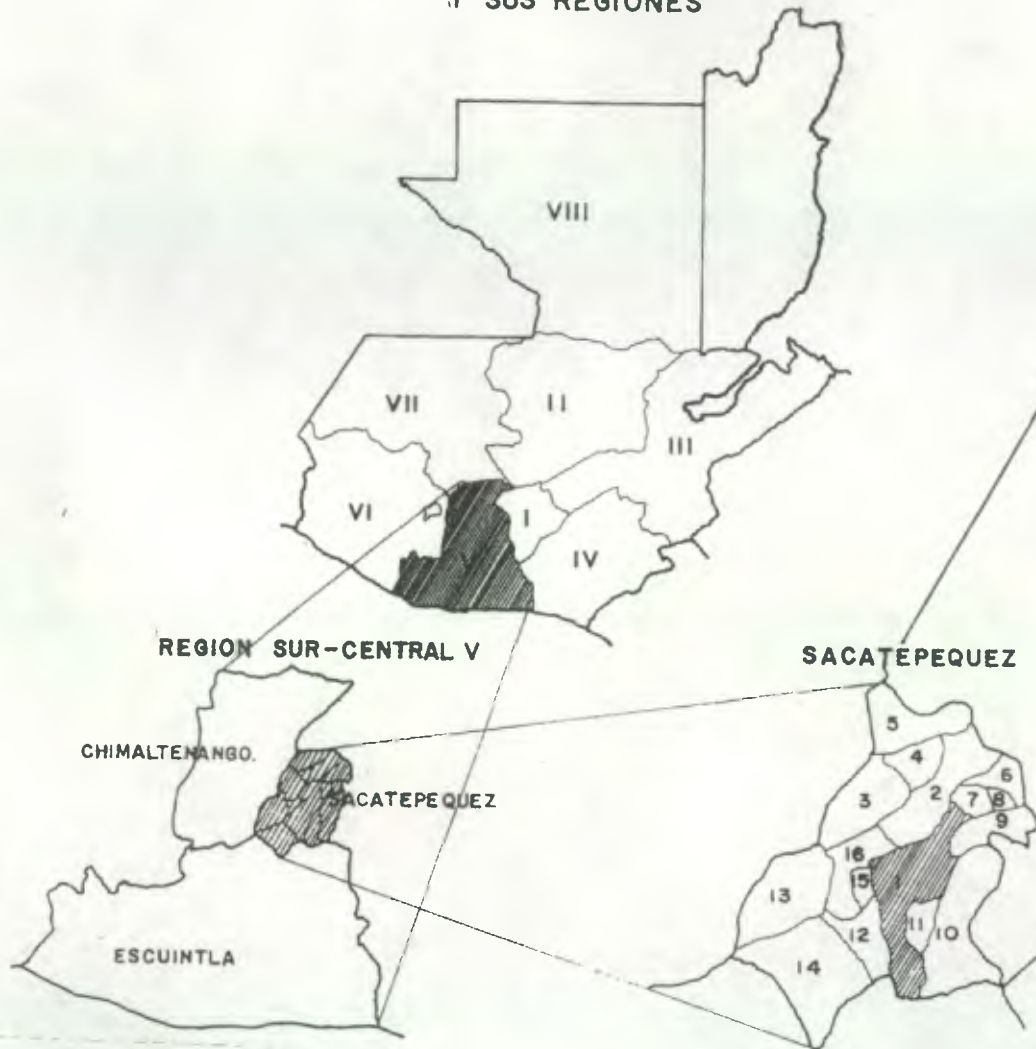 SUS REGIONES
VIII
VII
II
III
VI
I
V
IV
REGION SUR-CENTRAL V
SACATEPEQUEZ
CHIMALTENANGO.
SACATEPEQUEZ
ESCUINTLA
5
4
6
2
7
8
3
9
16
15
1
13
11
10
12
14